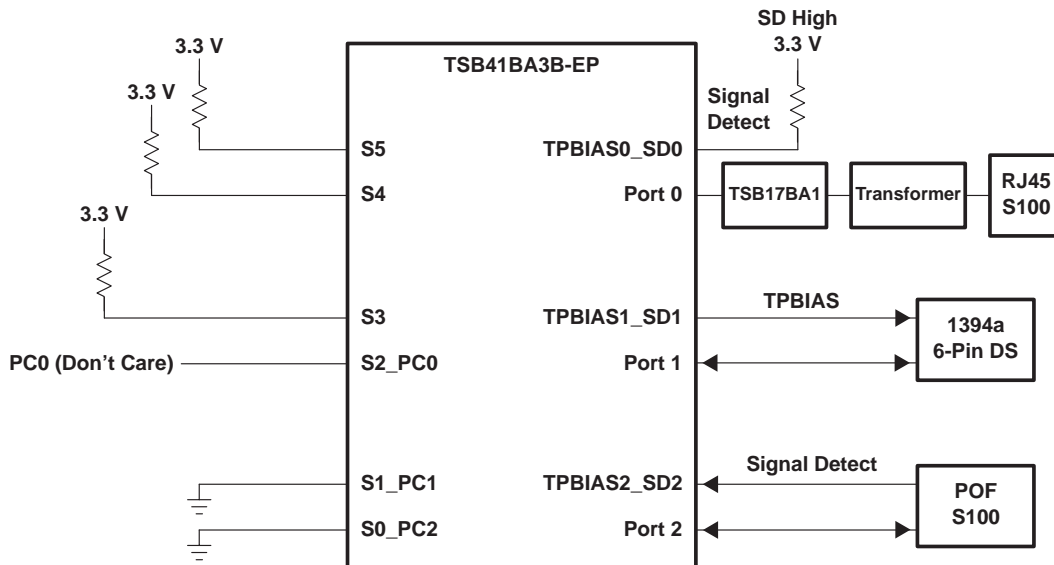 SD High
3.3 V
3.3 V
3.3 V
TSB41BA3B-EP
Signal
Detect
S5
TPBIAS0_SD0
S4
Port 0
TSB17BA1
Transformer
RJ45
S100
3.3 V
S3
TPBIAS1_SD1
TPBIAS
1394a
6-Pin DS
PC0 (Don't Care)
S2_PC0
Port 1
S1_PC1
TPBIAS2_SD2
Signal Detect
POF
S100
S0_PC2
Port 2